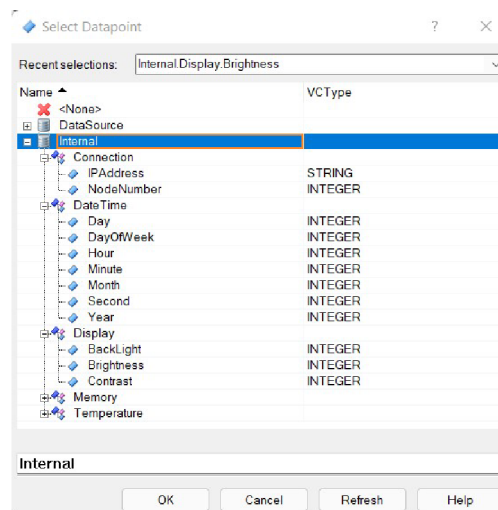 Select Datapoint ? ×
Recent selections: Internal.Display.Brightness
Name VCType
<None>
DataSource
Internal
Connection
IPAddress STRING
NodeNumber INTEGER
DateTime
Day INTEGER
DayOfWeek INTEGER
Hour INTEGER
Minute INTEGER
Month INTEGER
Second INTEGER
Year INTEGER
Display
BackLight INTEGER
Brightness INTEGER
Contrast INTEGER
Memory
Temperature
Internal
OK Cancel Refresh Help